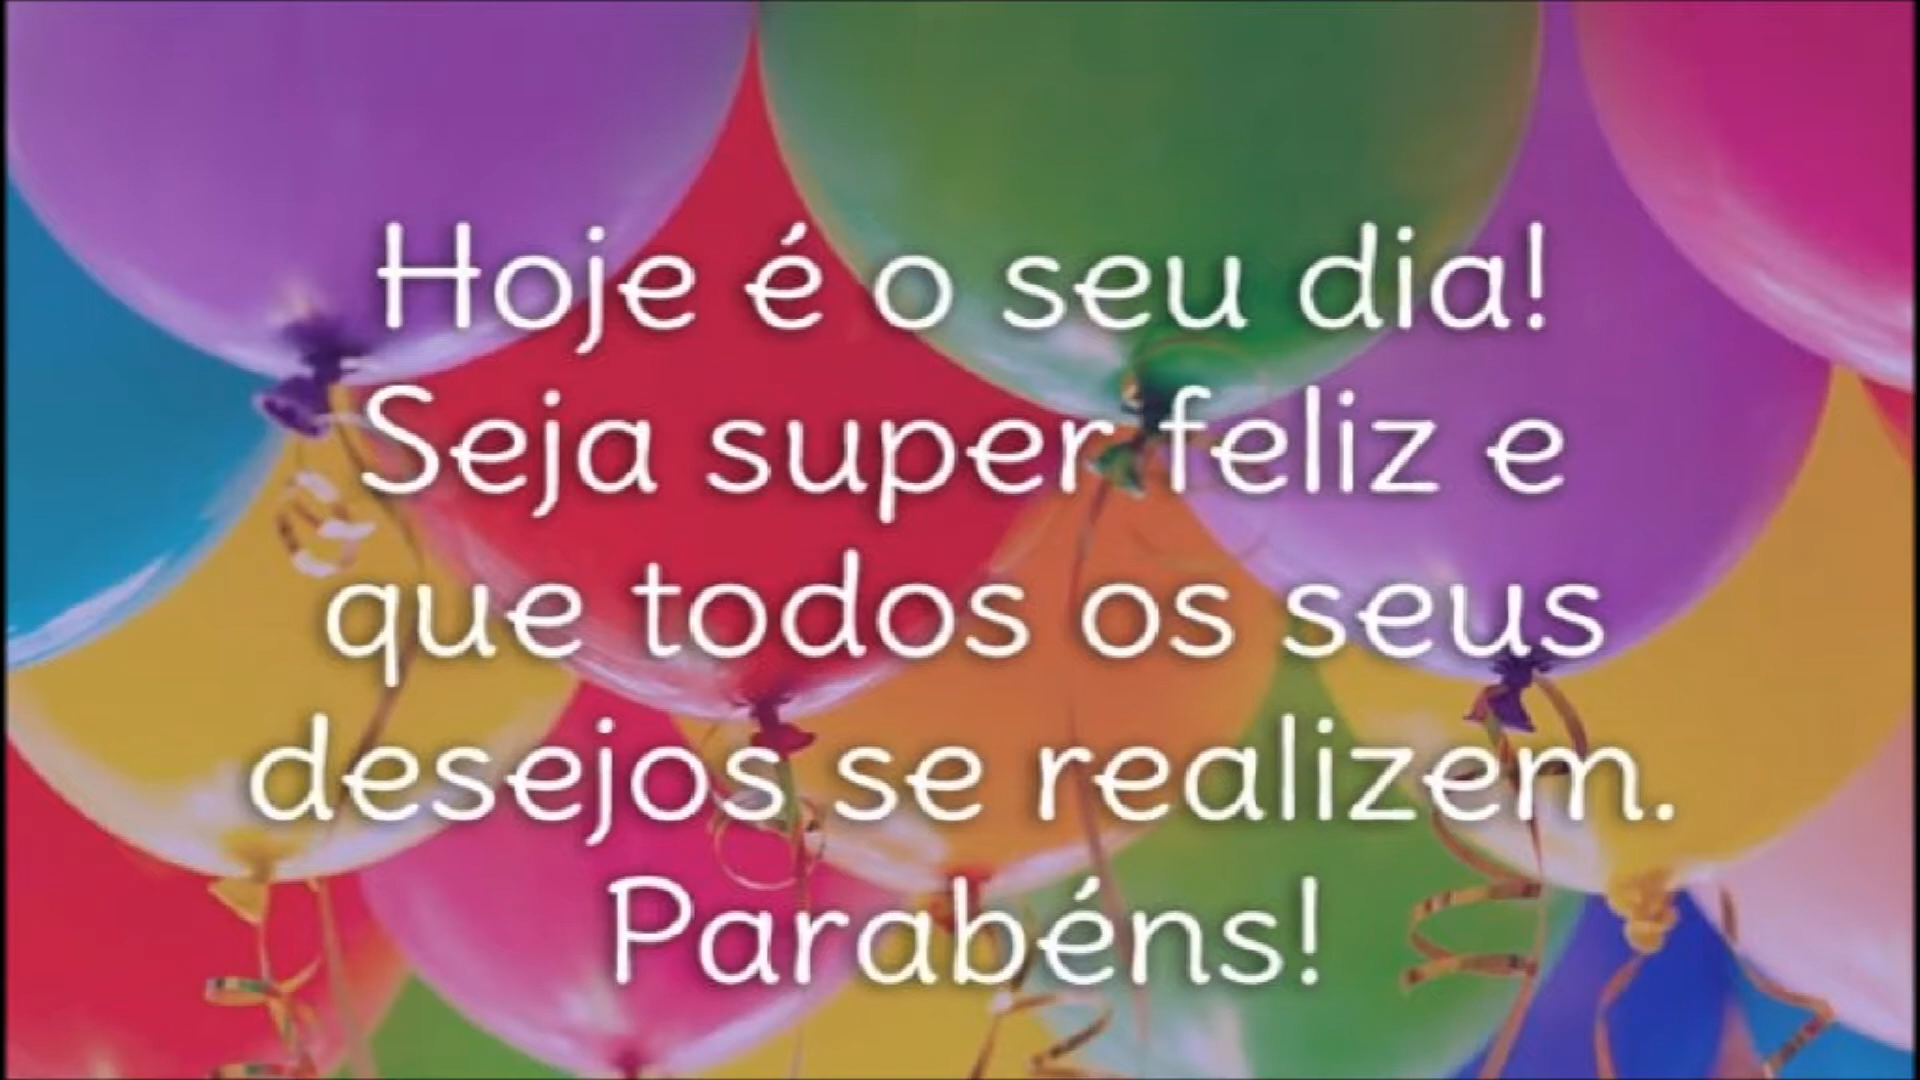 Hoje é o seu dia!
Seja super feliz e
que todos os seus
desejos se realizem.
Parabéns!